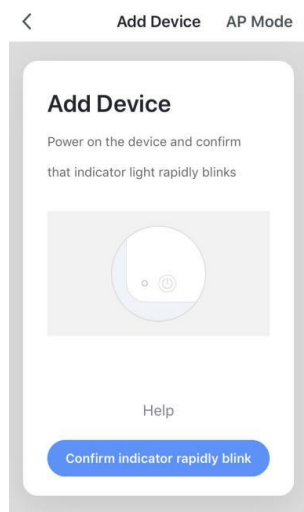 Add Device AP Mode
Add Device
Power on the device and confirm
that indicator light rapidly blinks
Help
Confirm indicator rapidly blink